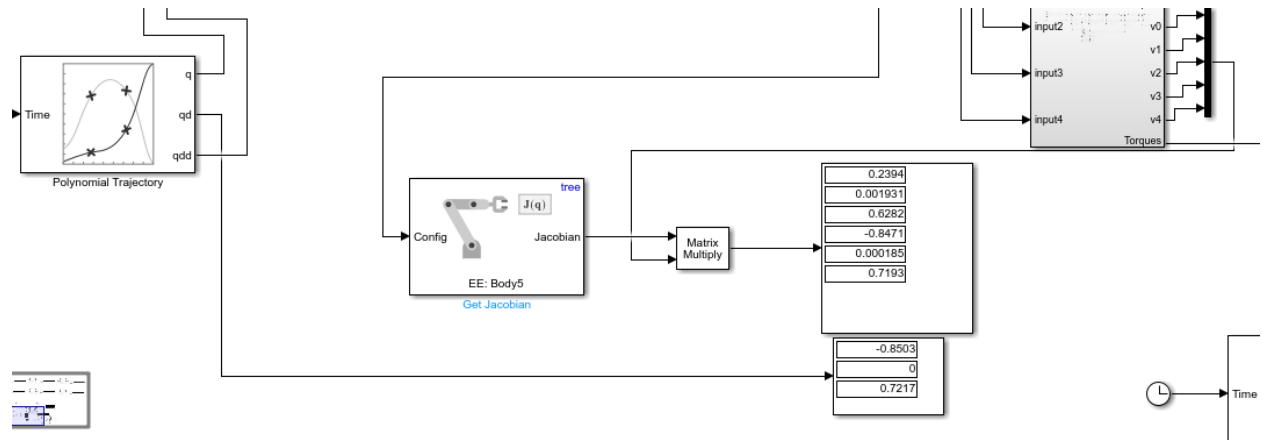 input2
v0
v1
q
input3
v2
v3
Time
qd
input4
v4
qdd
Torques
Polynomial Trajectory
tree
J(q)
Config
Jacobian
EE: Body5
Get Jacobian
Matrix
Multiply
0.2394
0.001931
0.6282
-0.8471
0.000185
0.7193
-0.8503
0
0.7217
Time